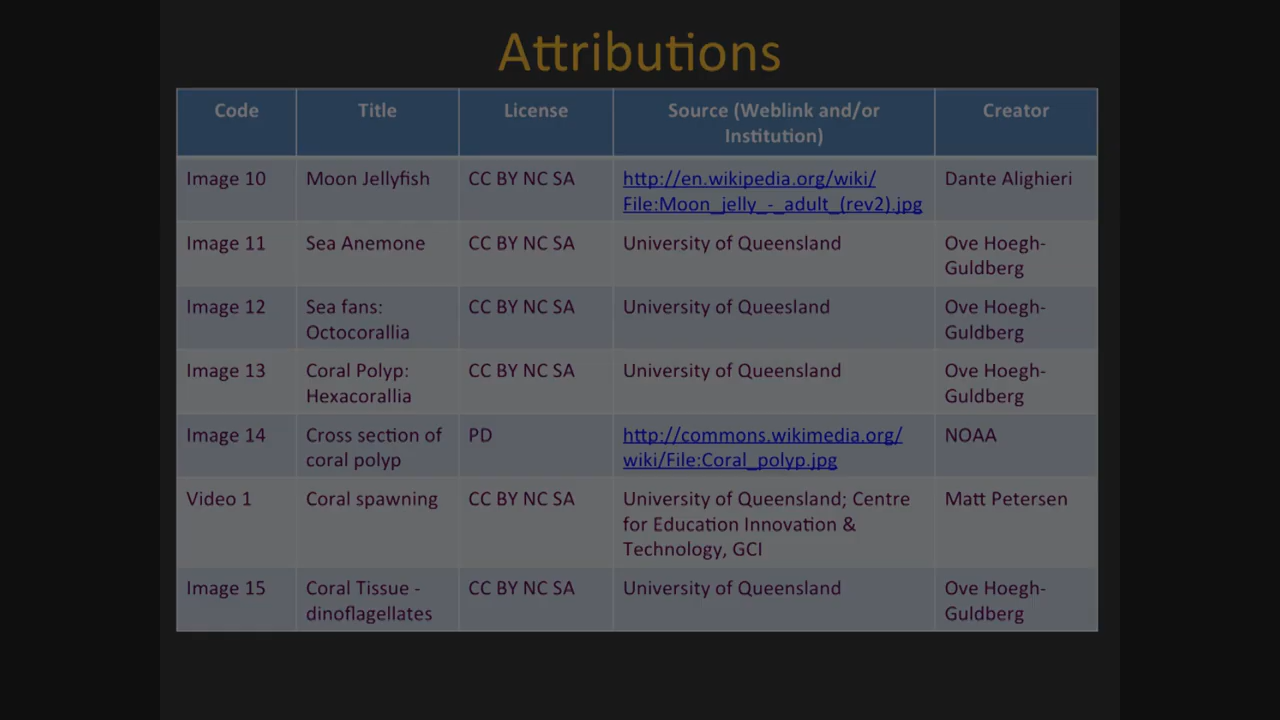 Attributions
Code Title License Source (Weblink and/or
Institution) Creator
Image 10 Moon Jellyfish CC BY NC SA http://en.wikipedia.org/wiki/ Dante Alighieri
File:Moon_jelly_-_adult_(rev2).jpg
Image 11 Sea Anemone CC BY NC SA University of Queensland Ove Hoegh-
Guldberg
Image 12 Sea fans: CC BY NC SA University of Queesland Ove Hoegh-
Octocorallia Guldberg
Image 13 Coral Polyp: CC BY NC SA University of Queensland Ove Hoegh-
Hexacorallia Guldberg
Image 14 Cross section of PD http://commons.wikimedia.org/ NOAA
coral polyp wiki/File:Coral_polyp.jpg
Video 1 Coral spawning CC BY NC SA University of Queensland; Centre Matt Petersen
for Education Innovation &
Technology, GCI
Image 15 Coral Tissue - CC BY NC SA University of Queensland Ove Hoegh-
dinoflagellates Guldberg